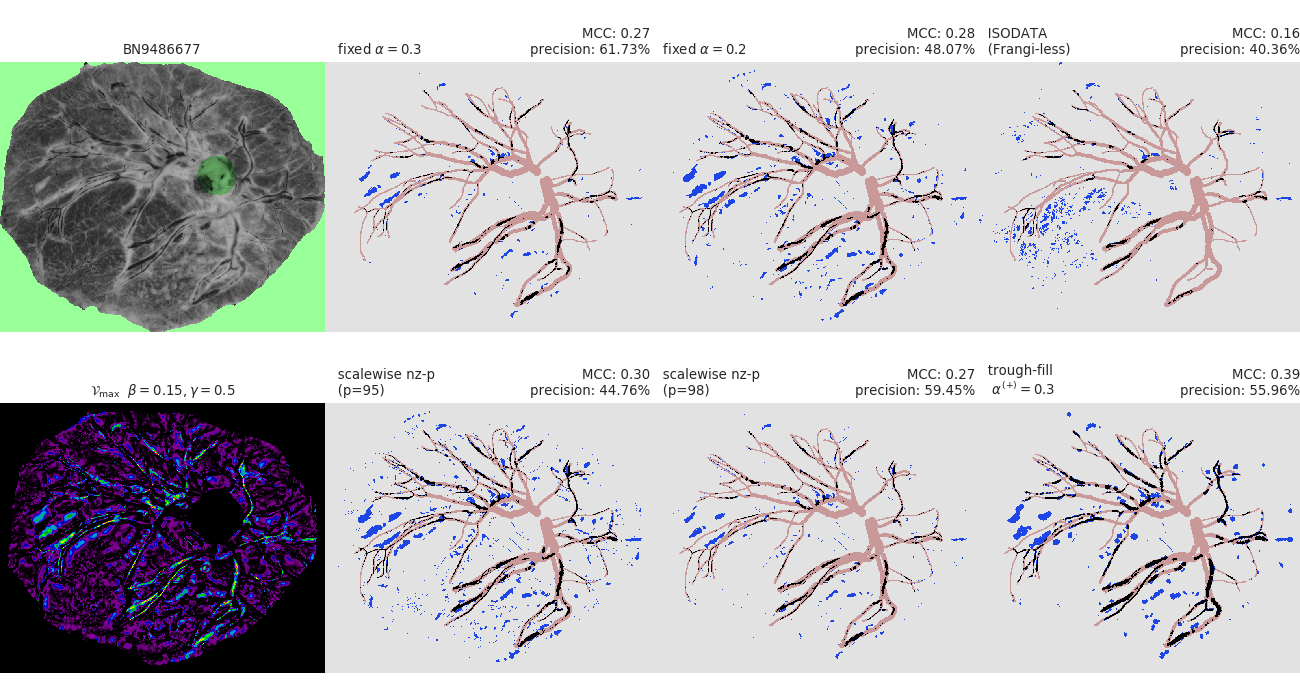 BN9486677
fixed α = 0.3
MCC: 0.27
precision: 61.73%
fixed α = 0.2
MCC: 0.28
precision: 48.07%
ISODATA
(Frangi-less)
MCC: 0.16
precision: 40.36%
𝒱max β = 0.15, γ = 0.5
scalewise nz-p
(p=95)
MCC: 0.30
precision: 44.76%
scalewise nz-p
(p=98)
MCC: 0.27
precision: 59.45%
trough-fill
α(+) = 0.3
MCC: 0.39
precision: 55.96%